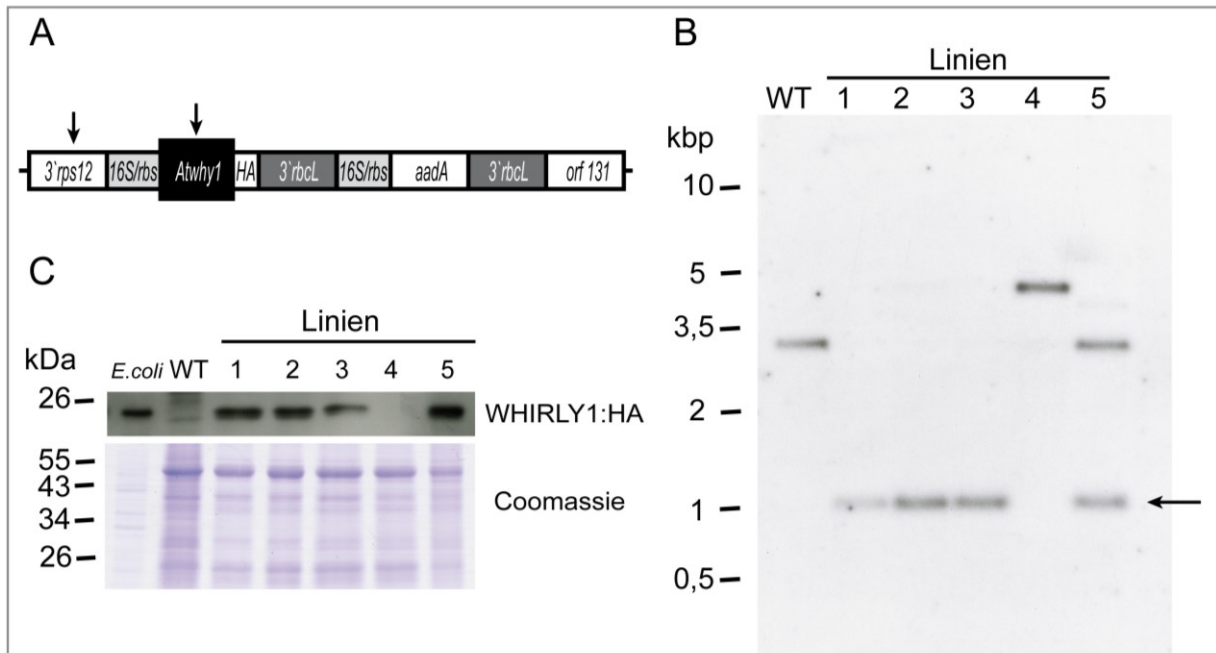 A
3`rps12 16S/rbs Atwhy1 HA 3`rbcL 16S/rbs aadA 3`rbcL orf 131
B
Linien
WT 1 2 3 4 5
kbp
10
5
3,5
2
1
0,5
C
Linien
kDa E.coli WT 1 2 3 4 5
26 WHIRLY1:HA
55
43 Coomassie
34
26